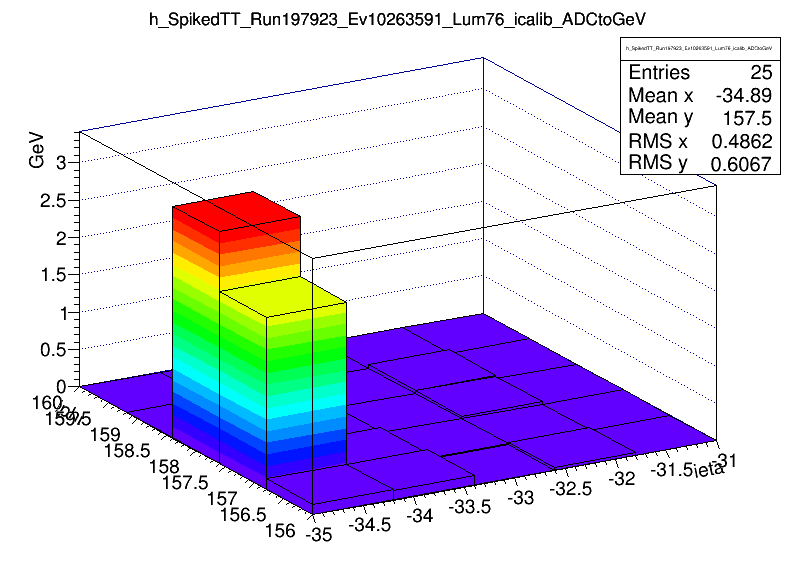 h_SpikedTT_Run197923_Ev10263591_Lum76_icalib_ADCtoGeV
h_SpikedTT_Run197923_Ev10263591_Lum76_icalib_ADCtoGeV
Entries 25
Mean x -34.89
Mean y 157.5
RMS x 0.4862
RMS y 0.6067
GeV
3
2.5
2
1.5
1
0.5
0
160
159.5
159
158.5
158
157.5
157
156.5
156
-35
-34.5
-34
-33.5
-33
-32.5
-32
-31.5
-31
ieta